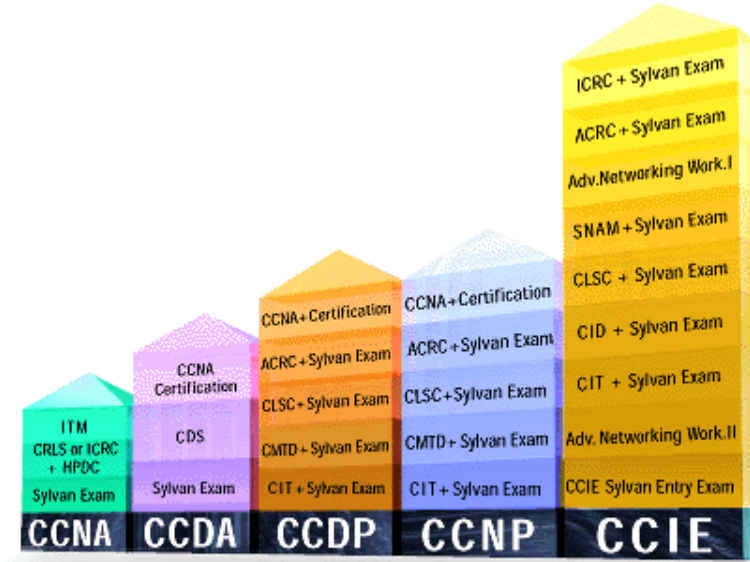 ITM
CRLS or ICRC
+ HPDC
Sylvan Exam
CCNA
CCNA
Certification
CDS
Sylvan Exam
CCDA
CCNA+Certification
ACRC+Sylvan Exam
CLSC+Sylvan Exam
CMTD+Sylvan Exam
CIT+Sylvan Exam
CCDP
CCNA+Certification
ACRC+Sylvan Exam
CLSC+Sylvan Exam
CMTD+Sylvan Exam
CIT+Sylvan Exam
CCNP
ICRC + Sylvan Exam
ACRC + Sylvan Exam
Adv.Networking Work.I
SNAM + Sylvan Exam
CLSC + Sylvan Exam
CID + Sylvan Exam
CIT + Sylvan Exam
Adv. Networking Work.II
CCIE Sylvan Entry Exam
CCIE